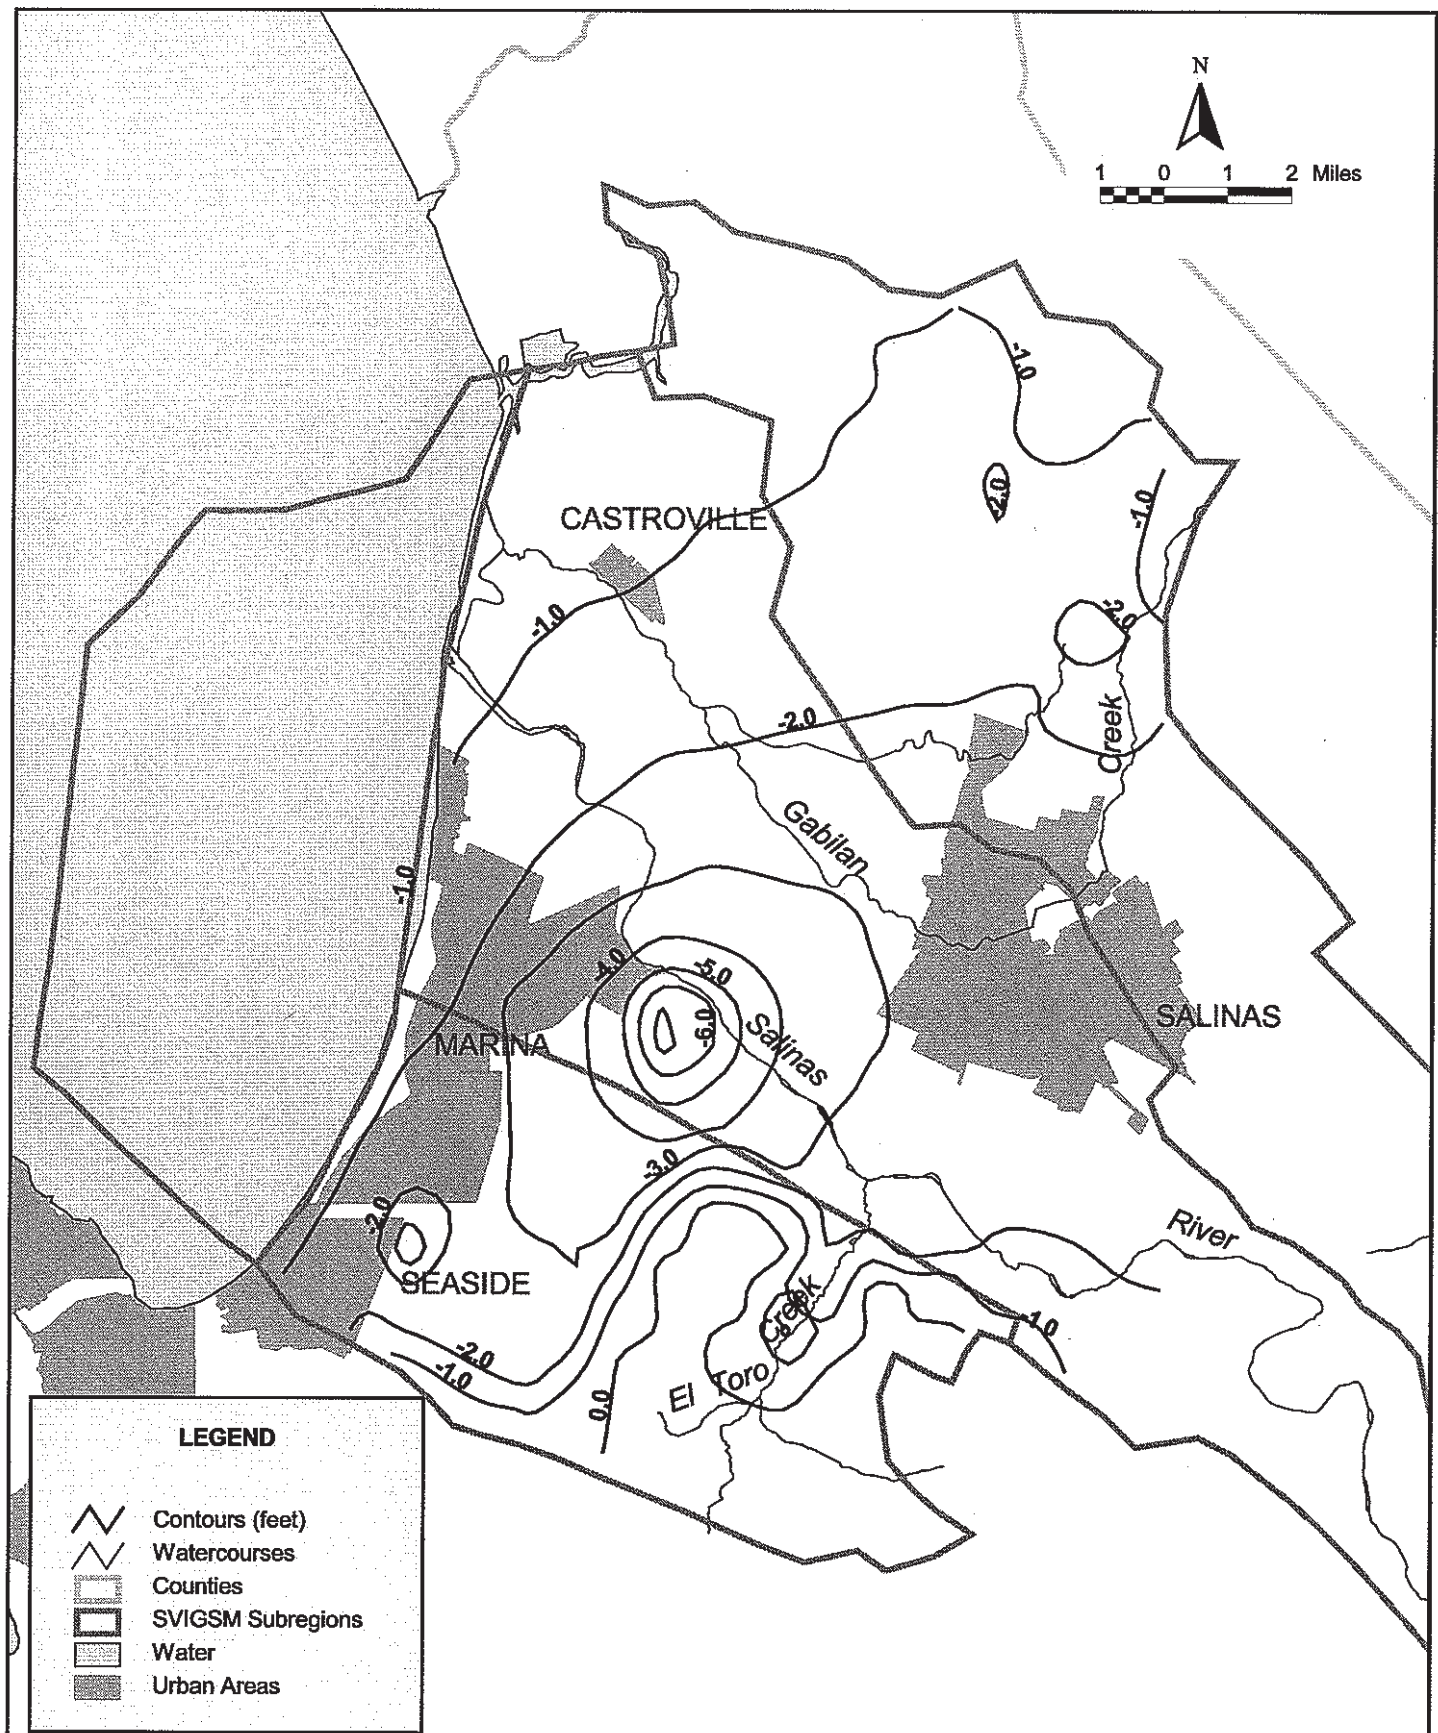 N
1 0 1 2 Miles
-1.0
-2.0
-1.0
CASTROVILLE
-1.0
-2.0
-2.0
Creek
Gabilan
-1.0
-4.0
-5.0
-6.0
Salinas
SALINAS
MARINA
-3.0
-2.0
River
SEASIDE
Creek
-1.0
-2.0
-1.0
El Toro
0.0
LEGEND
Contours (feet)
Watercourses
Counties
SVIGSM Subregions
Water
Urban Areas